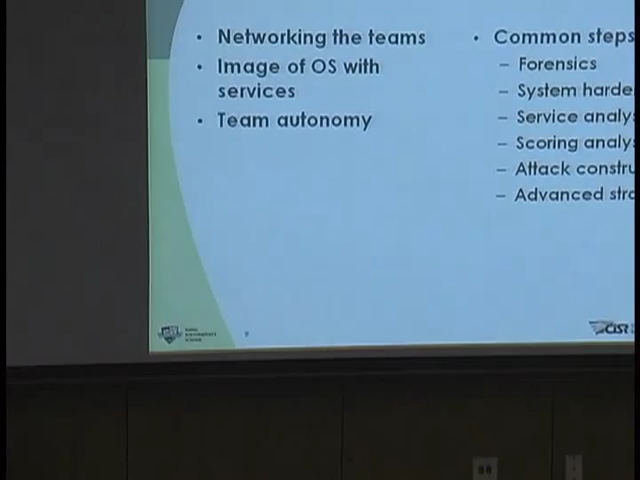 • Networking the teams
• Image of OS with
services
• Team autonomy
• Common steps
– Forensics
– System harde
– Service analy
– Scoring analy
– Attack constru
– Advanced stra
CISR